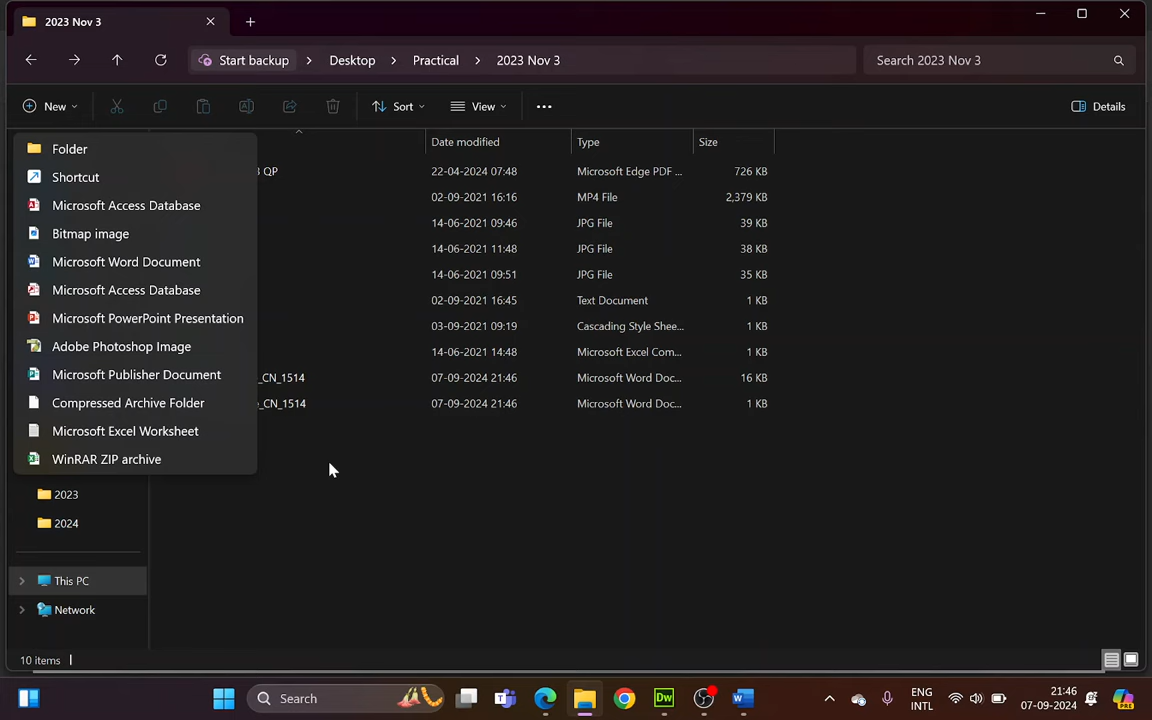 2023 Nov 3
Start backup > Desktop > Practical > 2023 Nov 3
Search 2023 Nov 3
New
Sort
View
Details
Date modified Type Size
Folder
Shortcut
Microsoft Access Database
Bitmap image
Microsoft Word Document
Microsoft Access Database
Microsoft PowerPoint Presentation
Adobe Photoshop Image
Microsoft Publisher Document
Compressed Archive Folder
Microsoft Excel Worksheet
WinRAR ZIP archive
QP 22-04-2024 07:48 Microsoft Edge PDF ... 726 KB
02-09-2021 16:16 MP4 File 2,379 KB
14-06-2021 09:46 JPG File 39 KB
14-06-2021 11:48 JPG File 38 KB
14-06-2021 09:51 JPG File 35 KB
02-09-2021 16:45 Text Document 1 KB
03-09-2021 09:19 Cascading Style Shee... 1 KB
14-06-2021 14:48 Microsoft Excel Com... 1 KB
_CN_1514 07-09-2024 21:46 Microsoft Word Doc... 16 KB
_CN_1514 07-09-2024 21:46 Microsoft Word Doc... 1 KB
2023
2024
This PC
Network
10 items
Search
Dw
ENG
INTL
21:46
07-09-2024
PRE